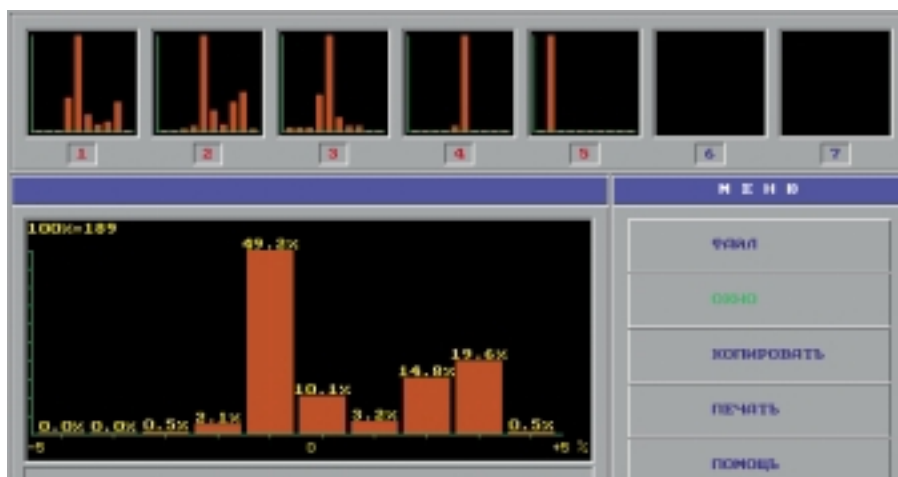 1 2 3 4 5 6 7
МЕНЮ
100%=189
49.2%
19.6%
14.8%
10.1%
0.0% 0.0% 0.5% 2.1% 3.2% 0.5%
-5 0 +5 %
ФАЙЛ
ОКНО
КОПИРОВАТЬ
ПЕЧАТЬ
ПОМОЩЬ